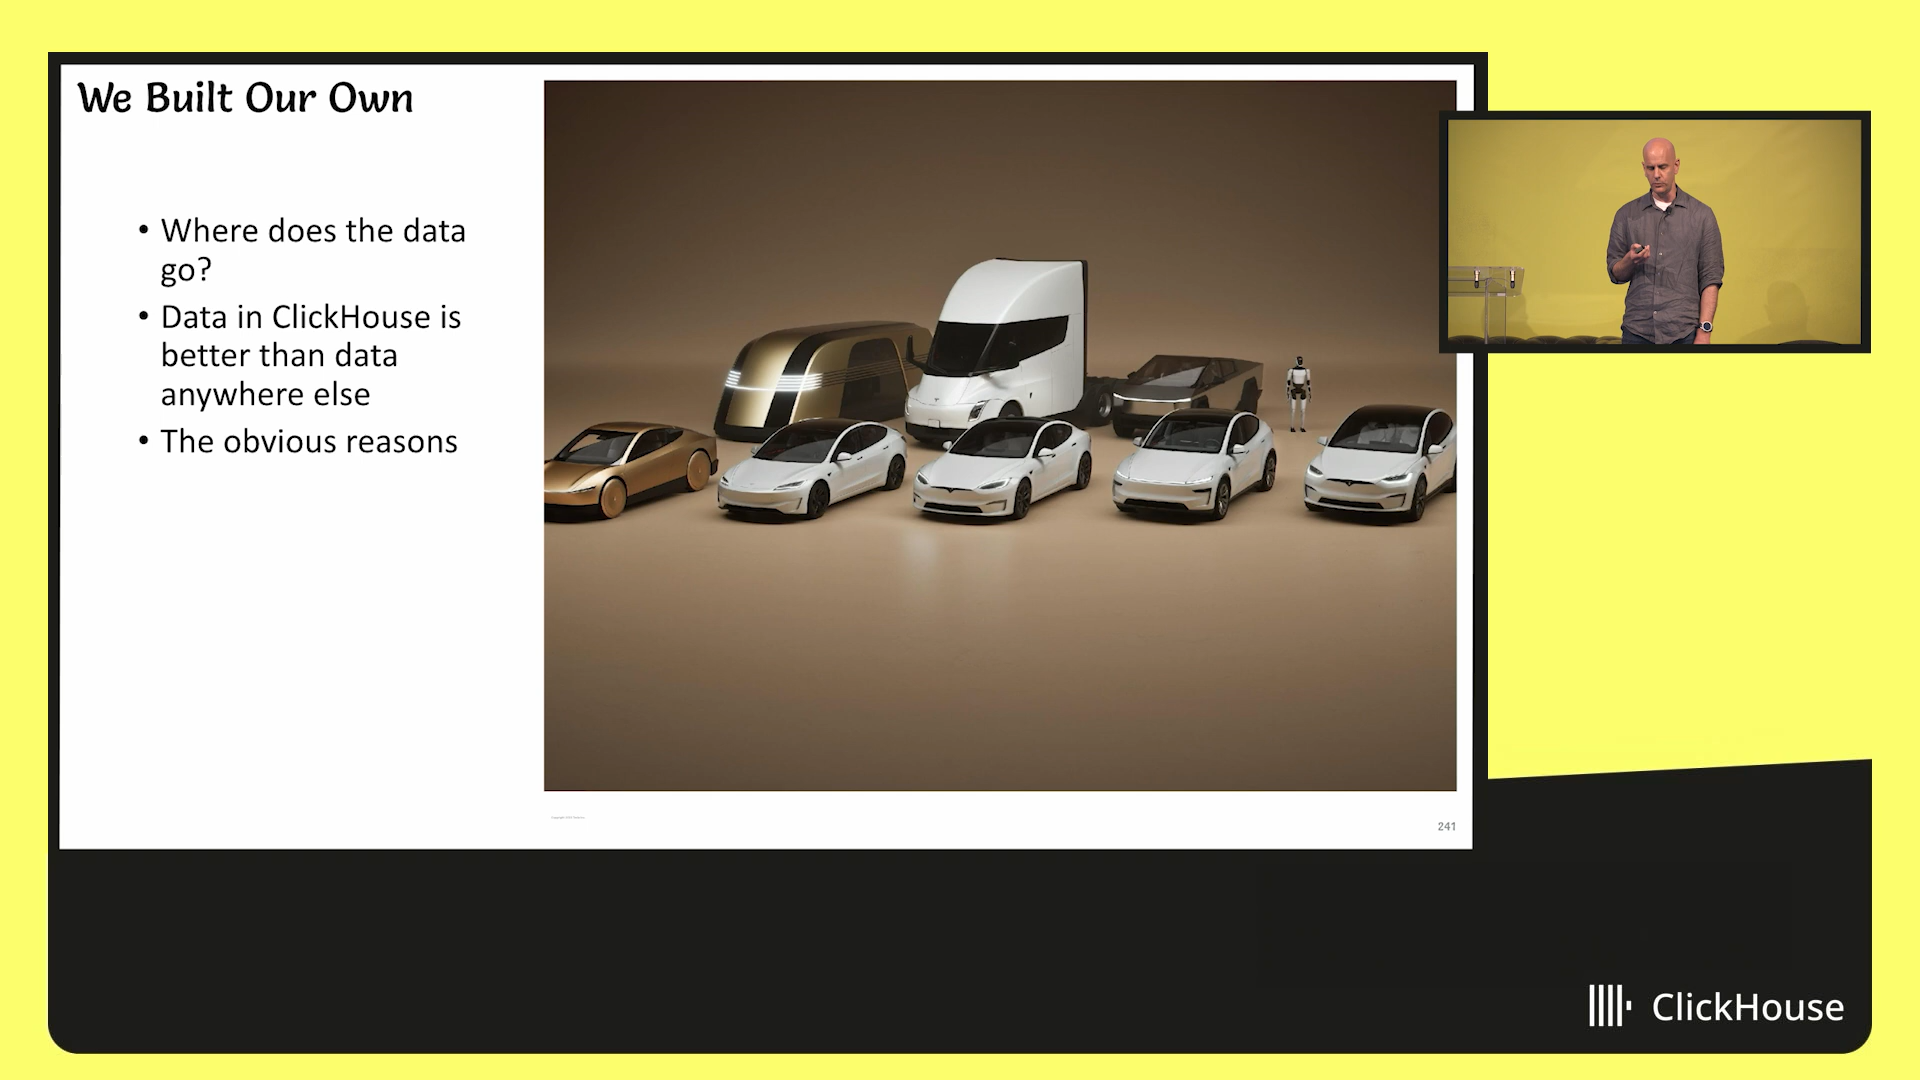 We Built Our Own
• Where does the data
go?
• Data in ClickHouse is
better than data
anywhere else
• The obvious reasons
241
ClickHouse